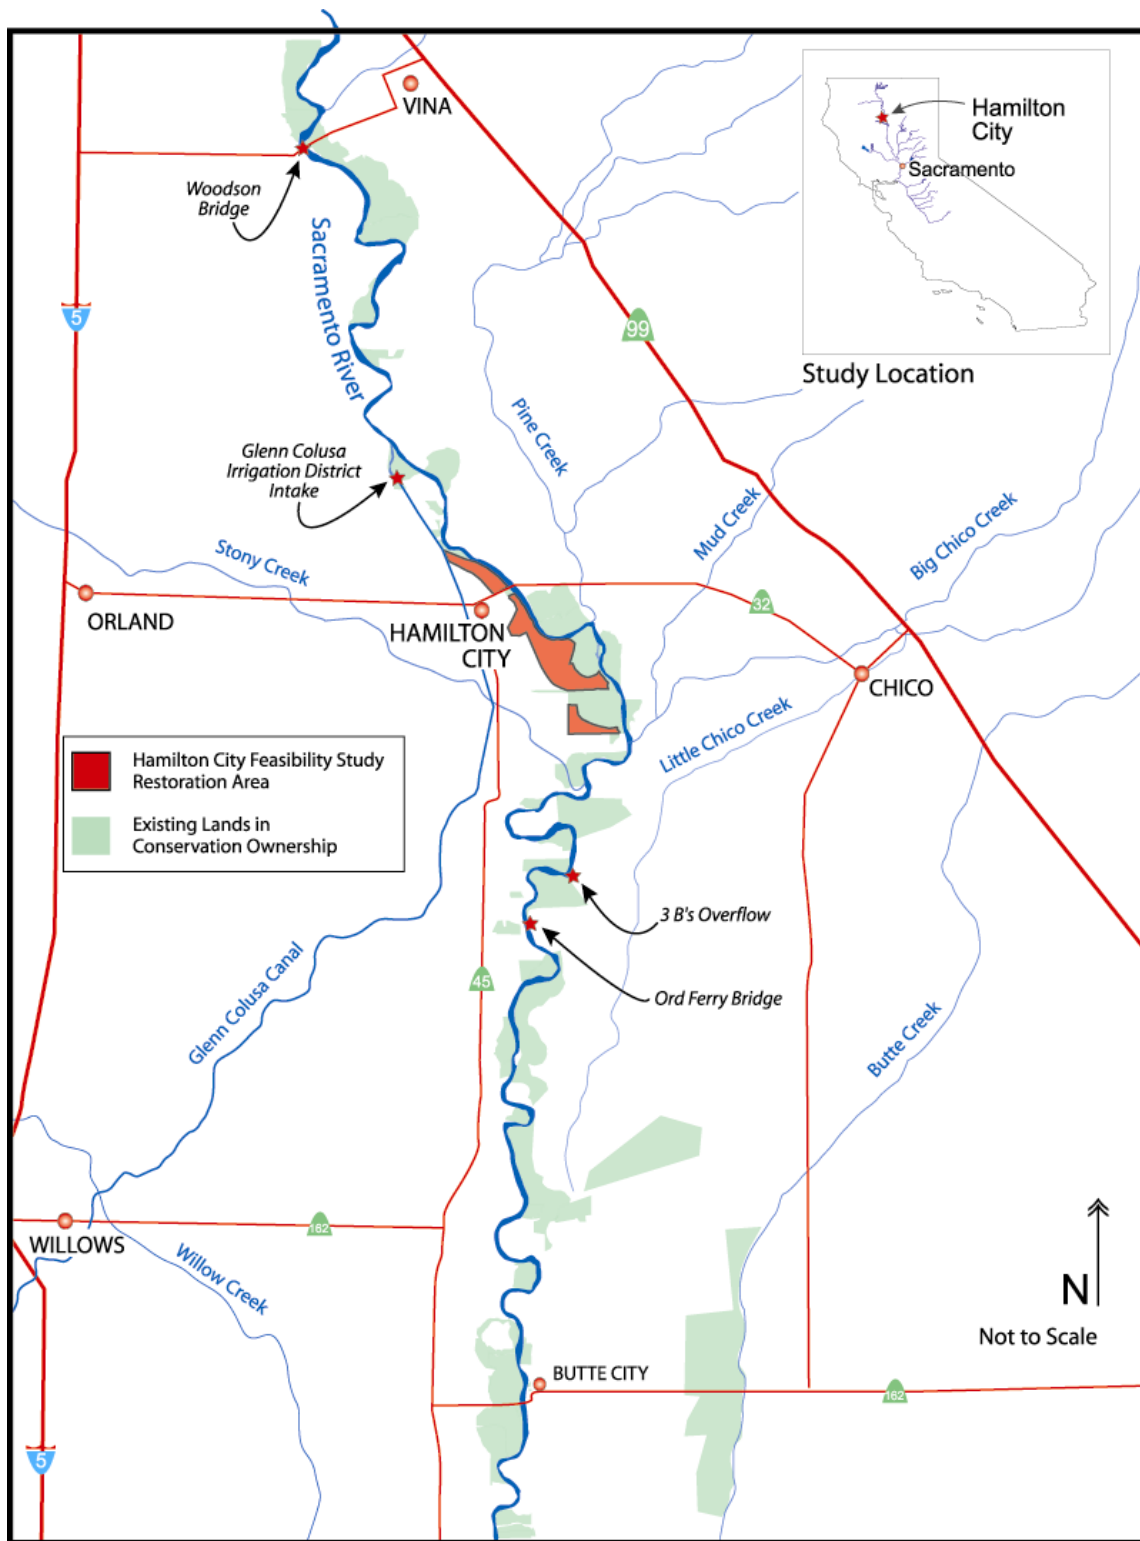 VINA
Hamilton
City
Sacramento
Study Location
Woodson
Bridge
Sacramento River
5
99
Pine Creek
Glenn Colusa
Irrigation District
Intake
Mud Creek
Big Chico Creek
Stony Creek
ORLAND
HAMILTON
CITY
32
CHICO
Little Chico Creek
Hamilton City Feasibility Study
Restoration Area
Existing Lands in
Conservation Ownership
3 B's Overflow
Ord Ferry Bridge
45
Glenn Colusa Canal
Butte Creek
WILLOWS
162
Willow Creek
N
Not to Scale
BUTTE CITY
162
5